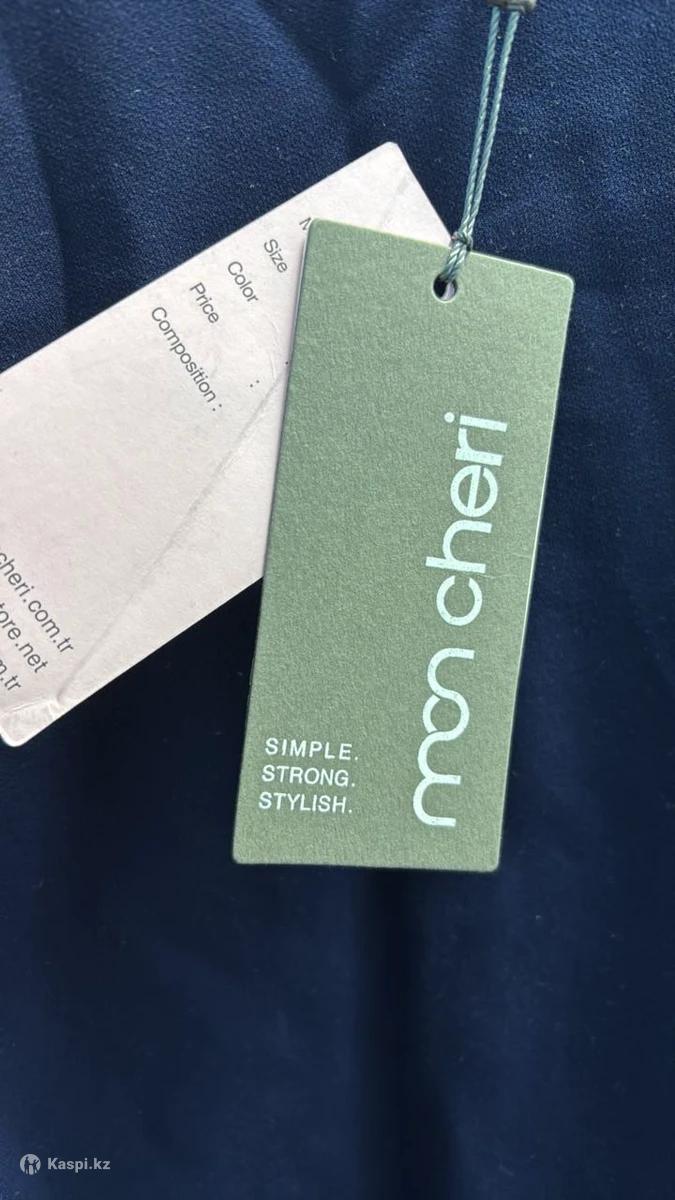 Size
Color
Price :
Composition :
cheri.com.tr
tore.net
m.tr
mon cheri
SIMPLE.
STRONG.
STYLISH.
Kaspi.kz